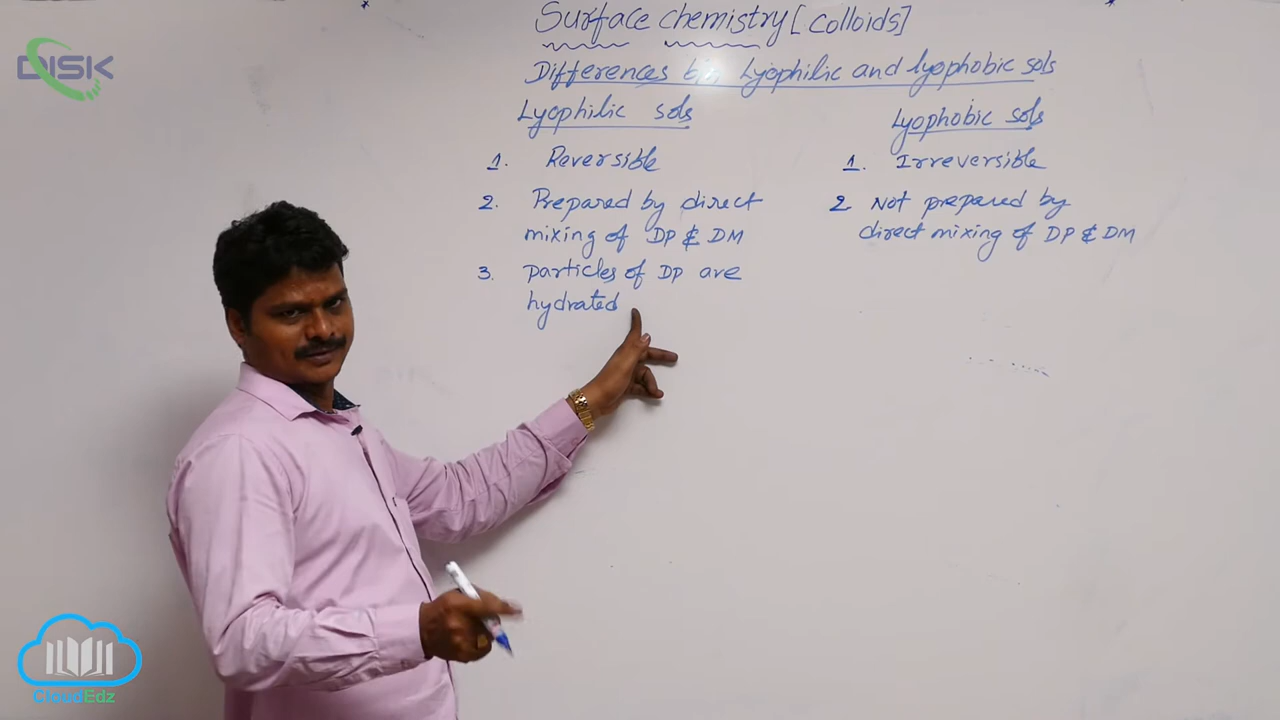 DISK
Surface chemistry [colloids]
Differences b/n Lyophilic and lyophobic sols
Lyophilic sols
1. Reversible
2. Prepared by direct
mixing of DP & DM
3. particles of DP are
hydrated
Lyophobic sols
1. Irreversible
2 Not prepared by
direct mixing of DP & DM
CloudEdz